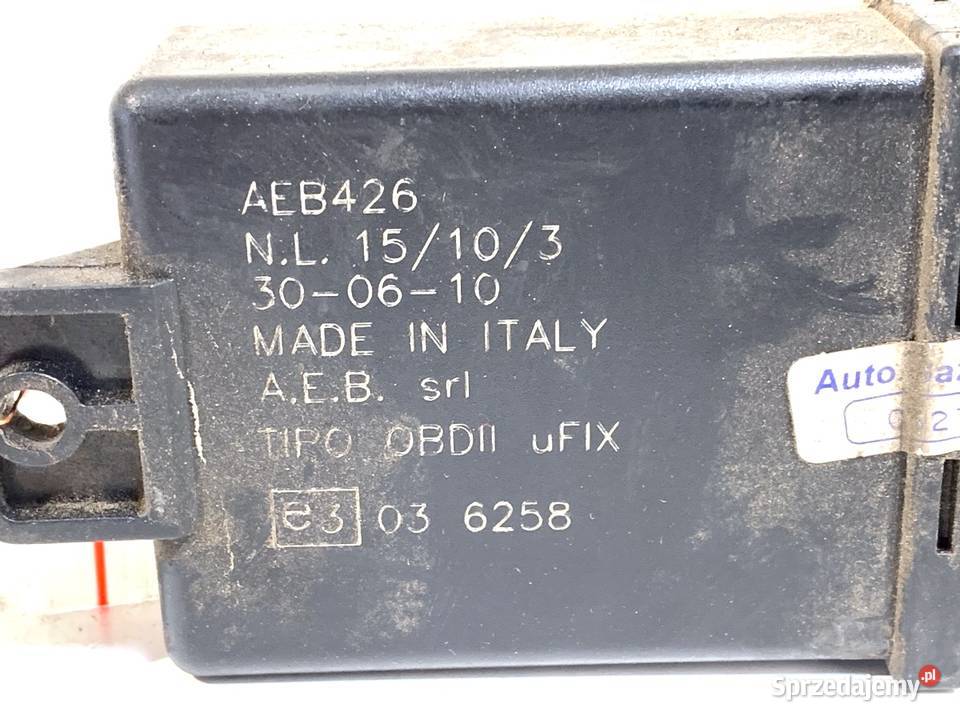 AEB426
N.L. 15/10/3
30-06-10
MADE IN ITALY
A.E.B. srl
TIPO OBDII uFIX
e3 03 6258
Auto
Sprzedajemy.pl